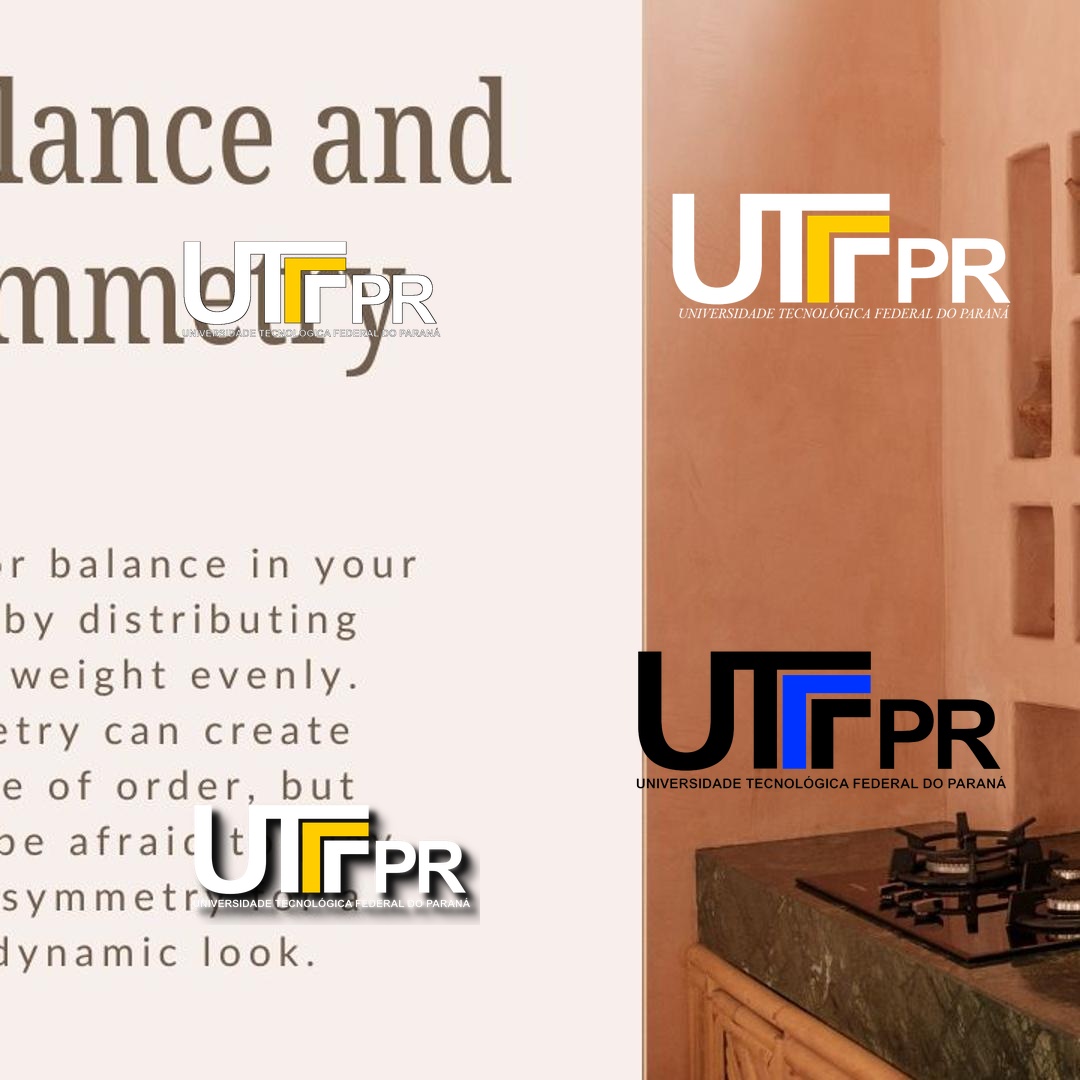 lance and
mmetry
UTFPR
UNIVERSIDADE TECNOLÓGICA FEDERAL DO PARANÁ
UTFPR
UNIVERSIDADE TECNOLÓGICA FEDERAL DO PARANÁ
or balance in your
by distributing
weight evenly.
etry can create
e of order, but
be afraid
symmetry
a
dynamic look.
UTFPR
UNIVERSIDADE TECNOLÓGICA FEDERAL DO PARANÁ
UTFPR
UNIVERSIDADE TECNOLÓGICA FEDERAL DO PARANÁ